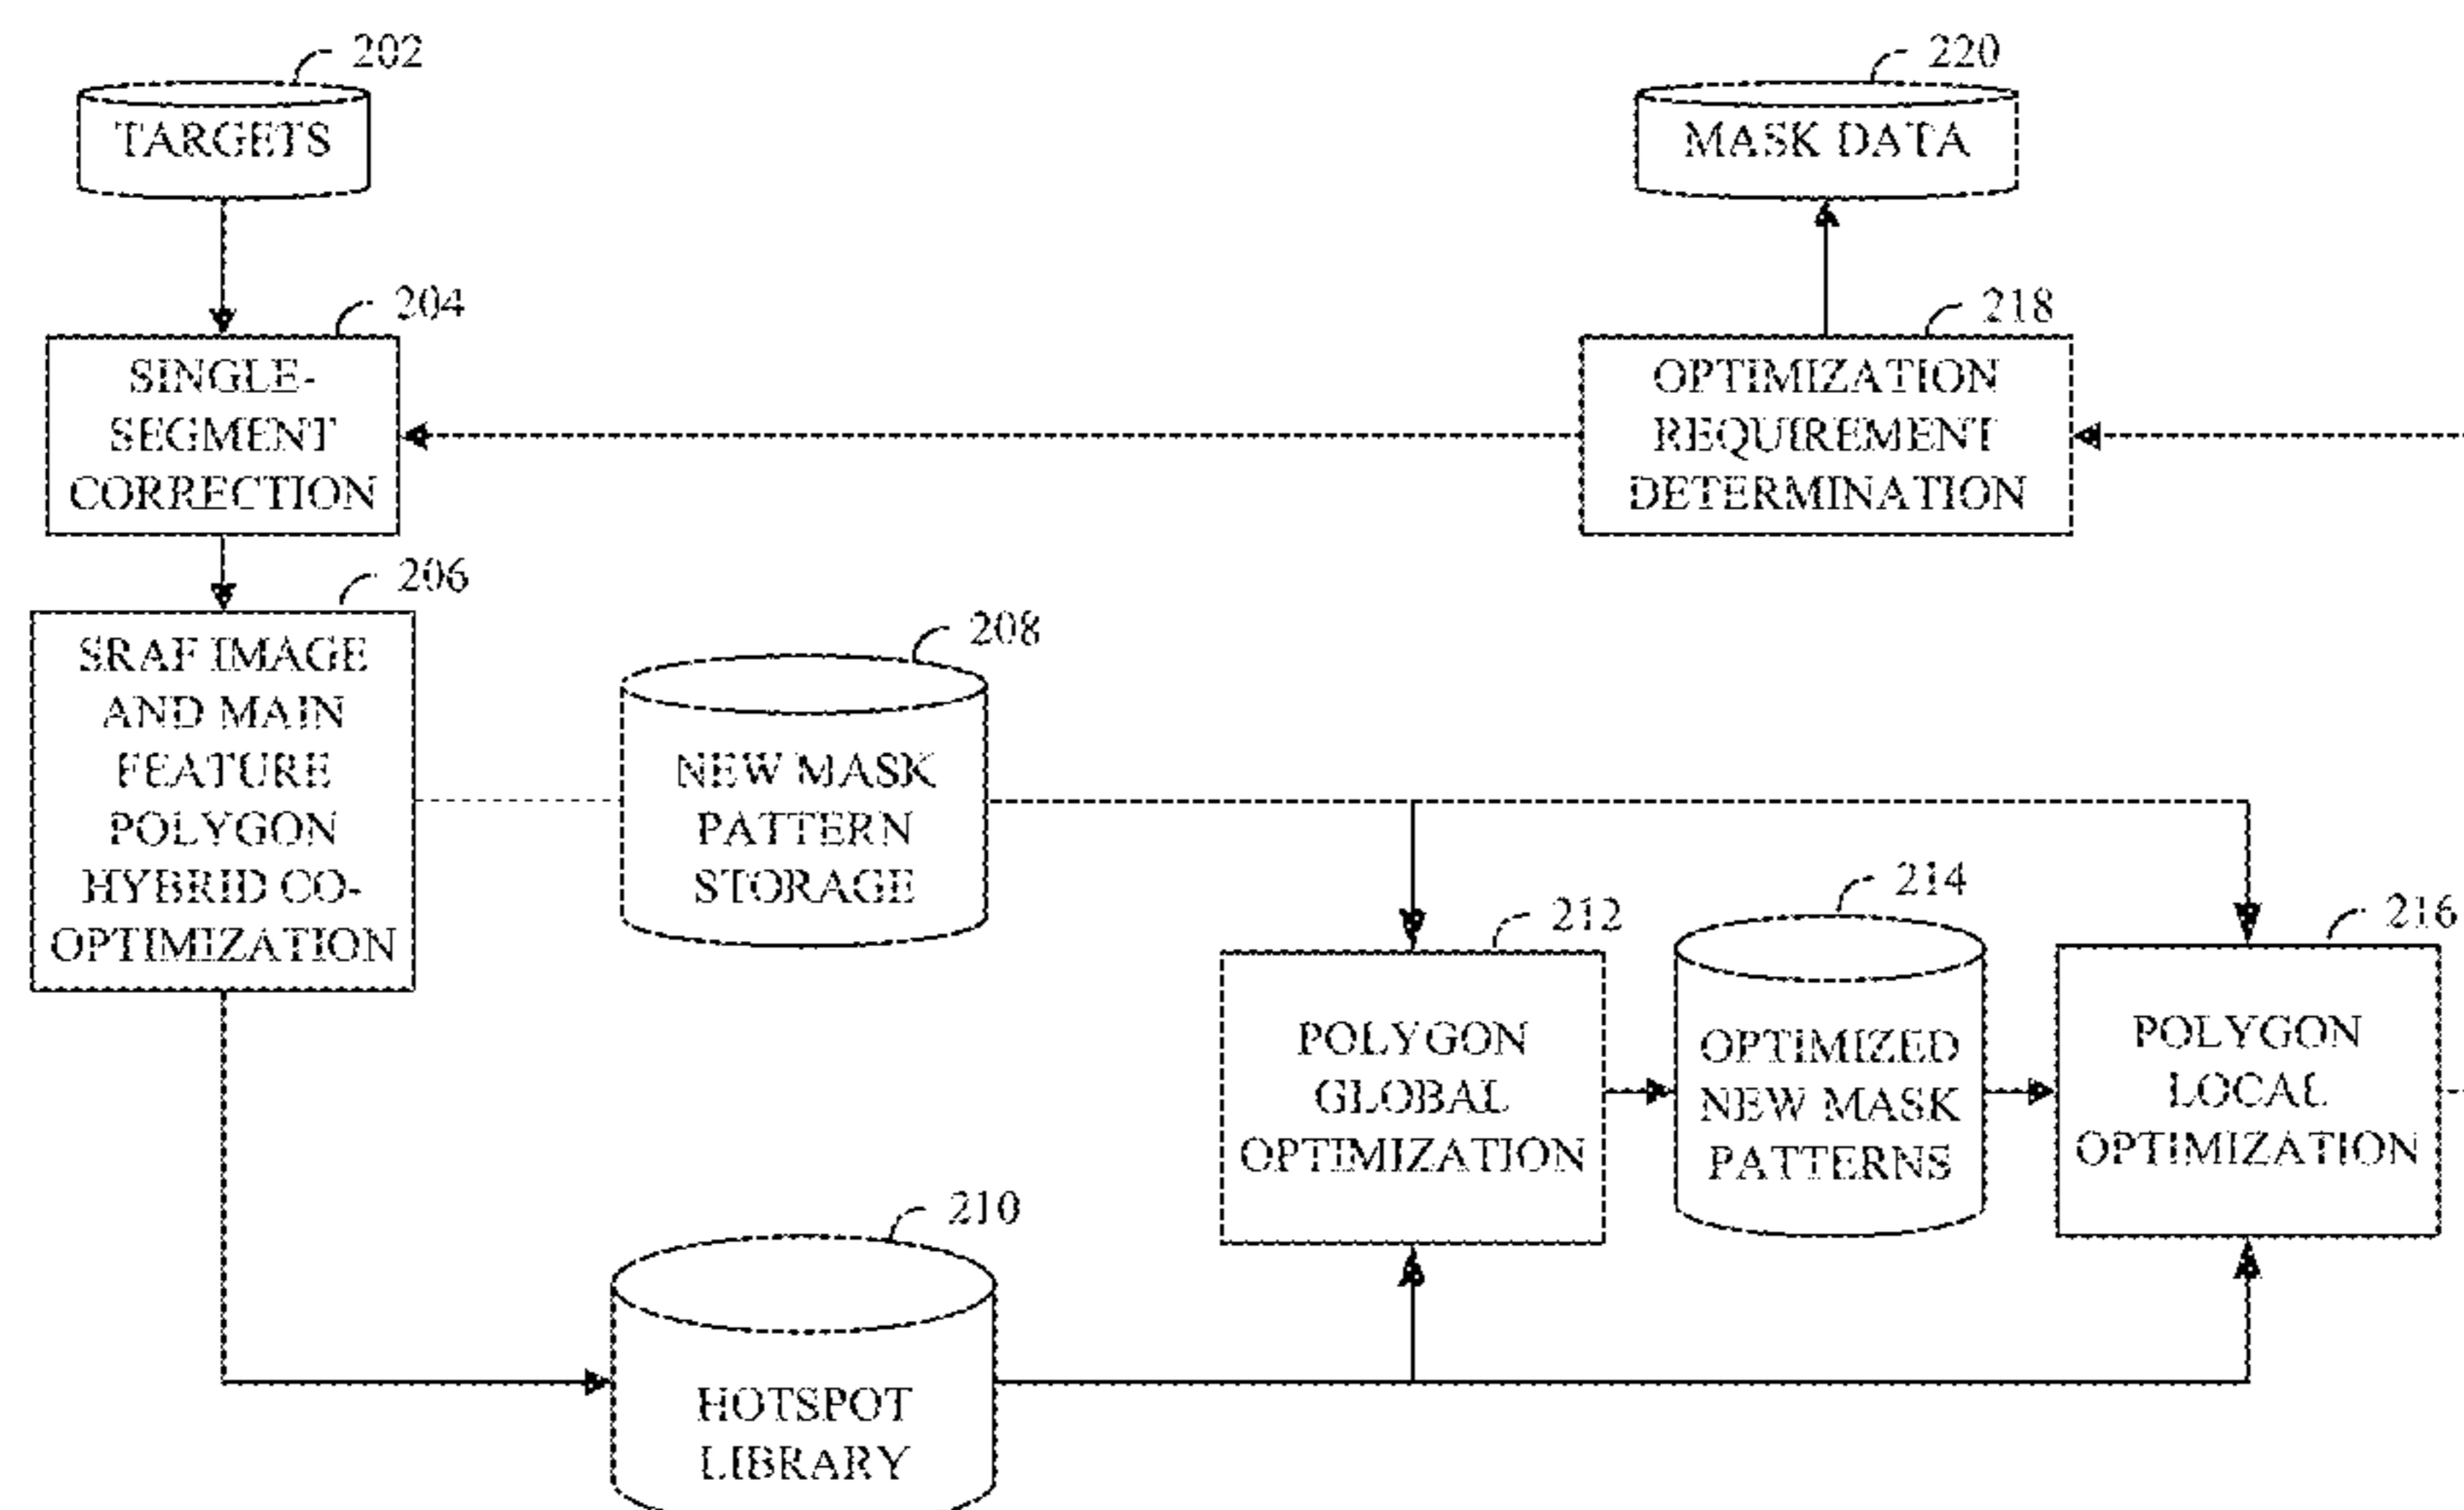 202
TARGETS
220
MASK DATA
204
SINGLE-
SEGMENT
CORRECTION
218
OPTIMIZATION
REQUIREMENT
DETERMINATION
206
SRAF IMAGE
AND MAIN
FEATURE
POLYGON
HYBRID CO-
OPTIMIZATION
208
NEW MASK
PATTERN
STORAGE
212
POLYGON
GLOBAL
OPTIMIZATION
214
OPTIMIZED
NEW MASK
PATTERNS
216
POLYGON
LOCAL
OPTIMIZATION
210
HOTSPOT
LIBRARY